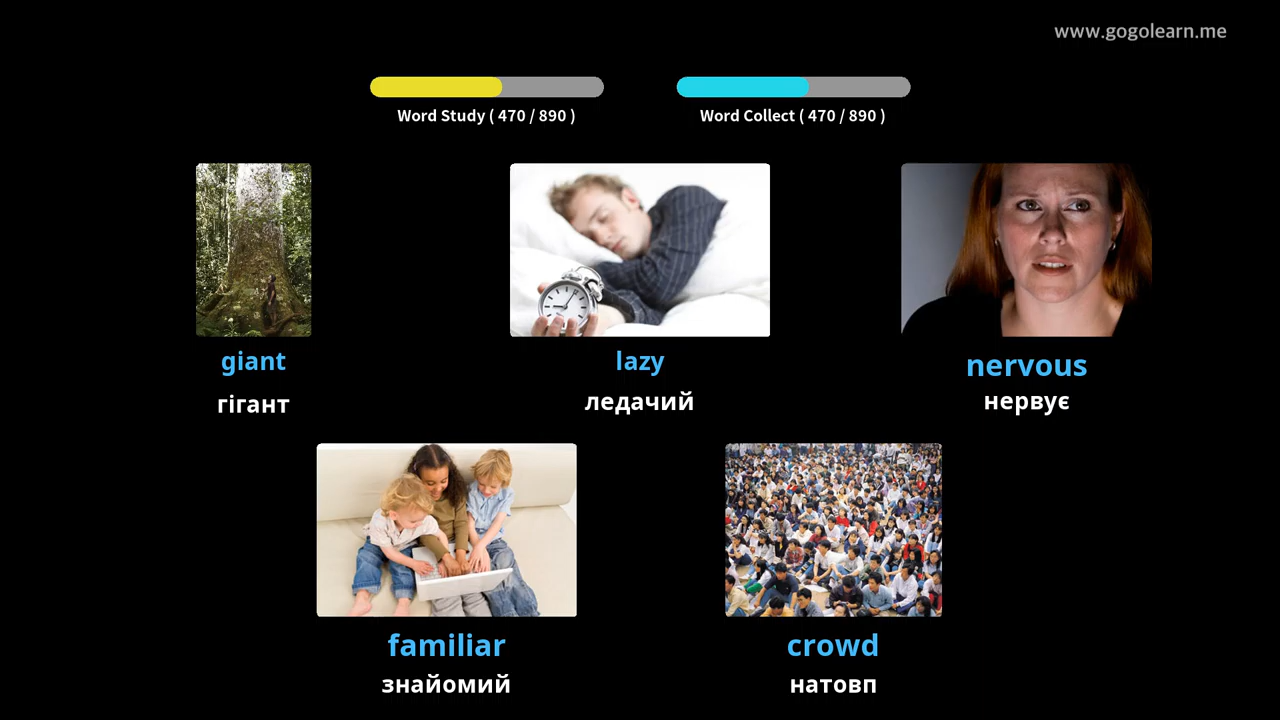 www.gogolearn.me
Word Study ( 470 / 890 )
Word Collect ( 470 / 890 )
giant
гігант
lazy
ледачий
nervous
нервує
familiar
знайомий
crowd
натовп